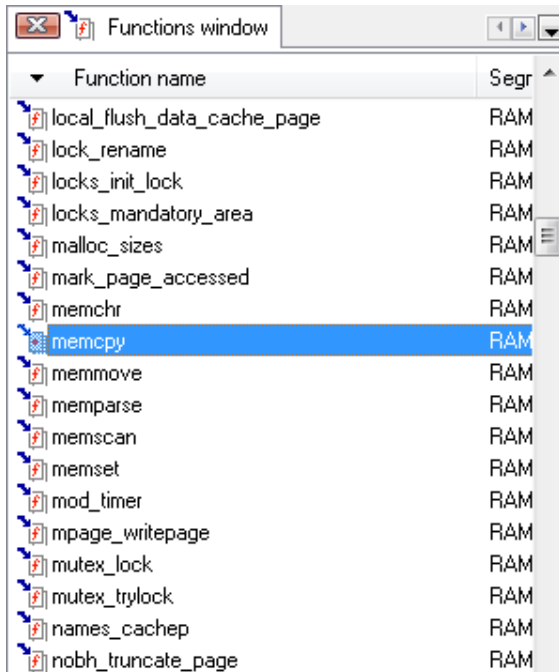 Functions window
Function name Segr
local_flush_data_cache_page RAM
lock_rename RAM
locks_init_lock RAM
locks_mandatory_area RAM
malloc_sizes RAM
mark_page_accessed RAM
memchr RAM
memcpy RAM
memmove RAM
memparse RAM
memscan RAM
memset RAM
mod_timer RAM
mpage_writepage RAM
mutex_lock RAM
mutex_trylock RAM
names_cachep RAM
nobh_truncate_page RAM